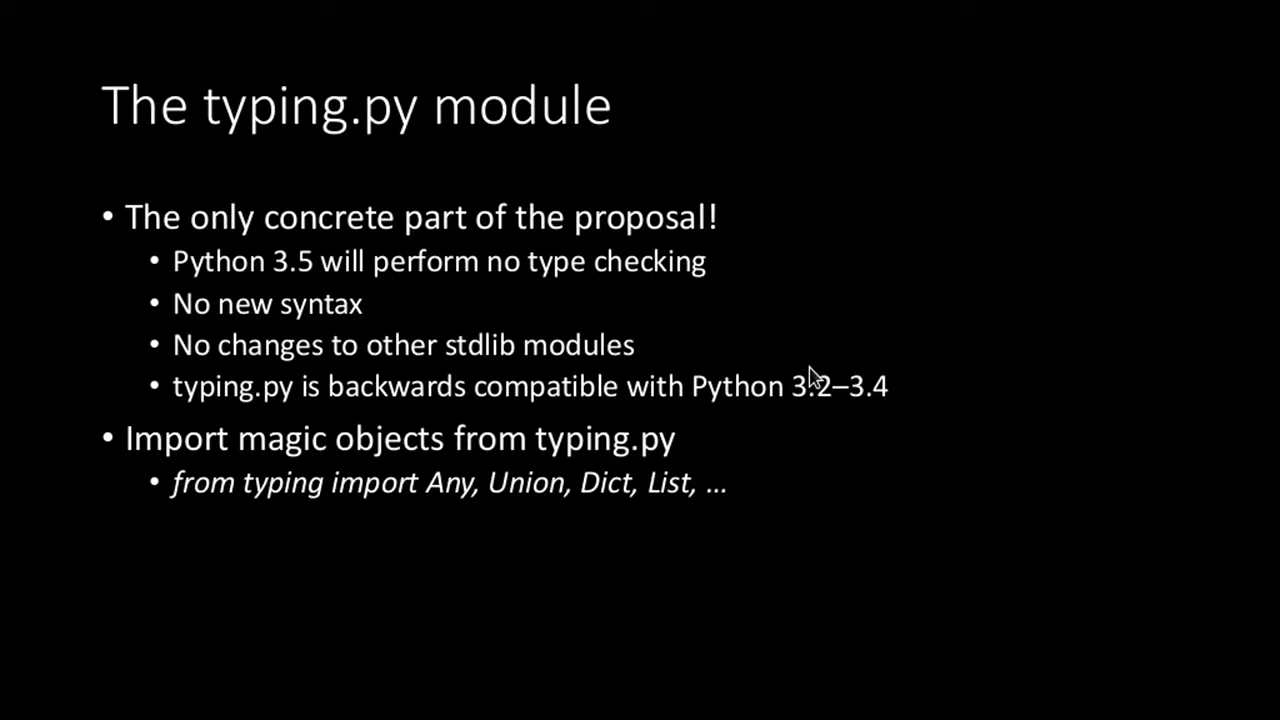 The typing.py module
• The only concrete part of the proposal!
• Python 3.5 will perform no type checking
• No new syntax
• No changes to other stdlib modules
• typing.py is backwards compatible with Python 3.2–3.4
• Import magic objects from typing.py
• from typing import Any, Union, Dict, List, ...